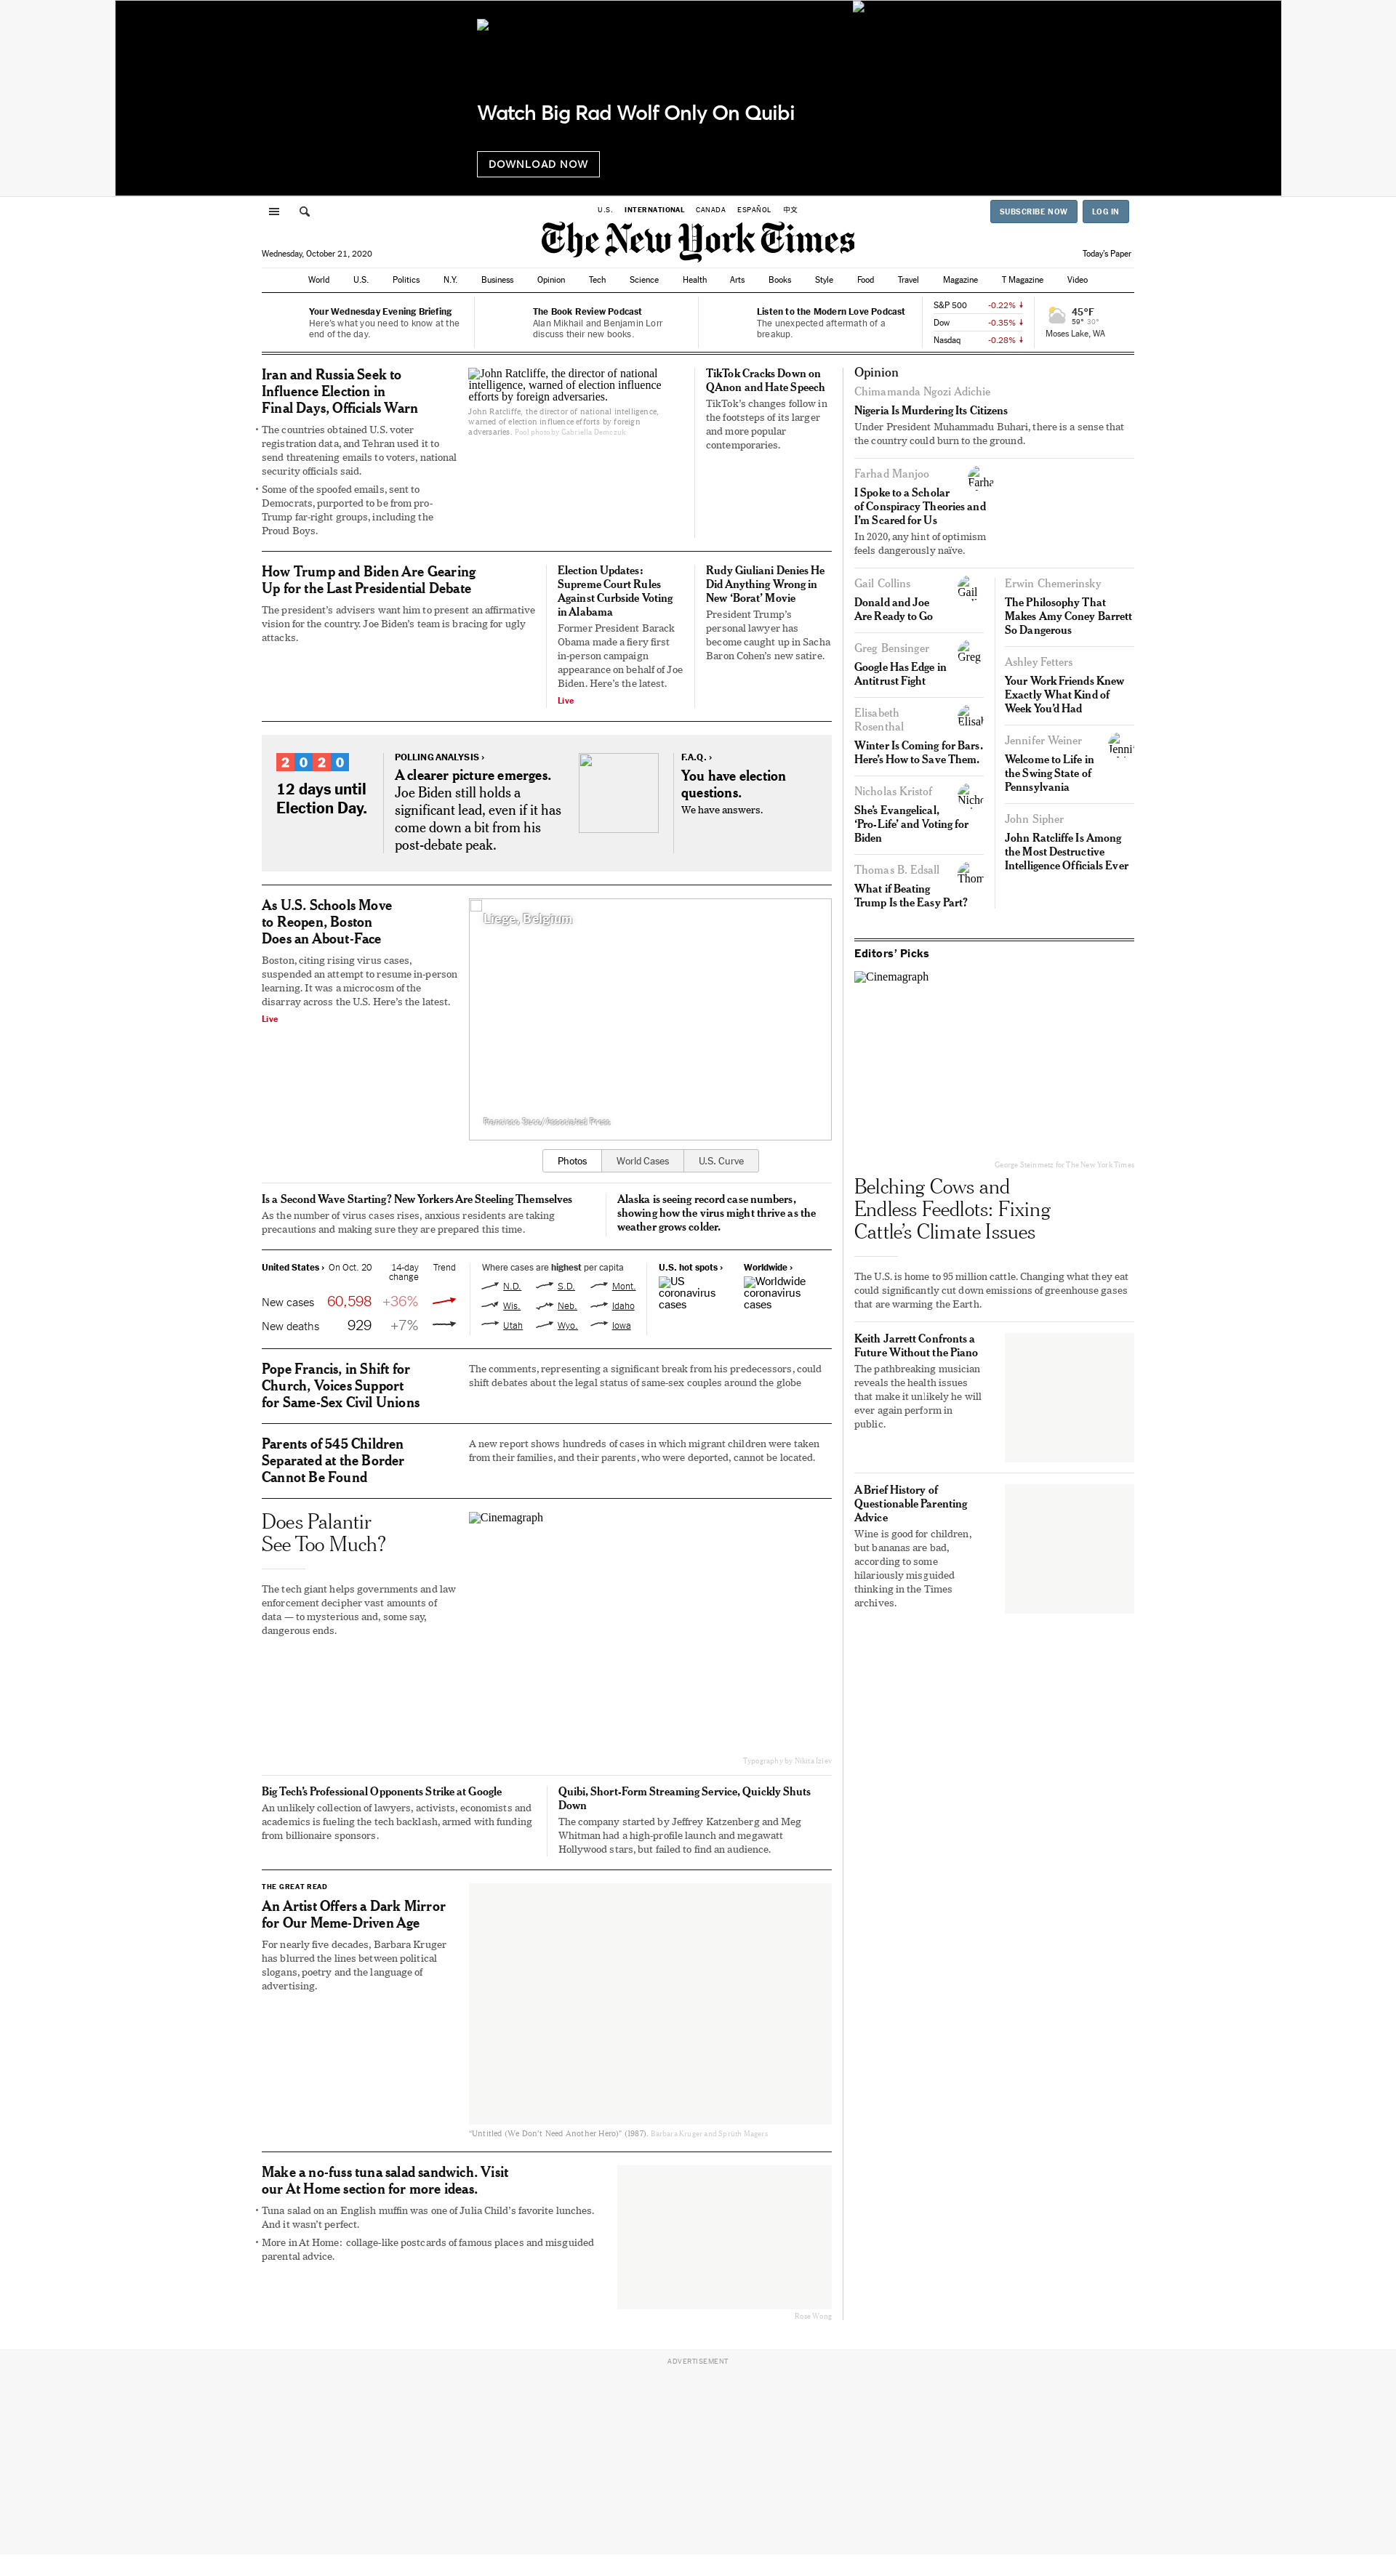 Watch Big Rad Wolf Only On Quibi
DOWNLOAD NOW
U.S. INTERNATIONAL CANADA ESPAÑOL 中文
SUBSCRIBE NOW LOG IN
The New York Times
Wednesday, October 21, 2020
Today's Paper
World U.S. Politics N.Y. Business Opinion Tech Science Health Arts Books Style Food Travel Magazine T Magazine Video
Your Wednesday Evening Briefing
Here's what you need to know at the
end of the day.
The Book Review Podcast
Alan Mikhail and Benjamin Lorr
discuss their new books.
Listen to the Modern Love Podcast
The unexpected aftermath of a
breakup.
S&P 500 -0.22% ↓
Dow -0.35% ↓
Nasdaq -0.28% ↓
45°F
59° 30°
Moses Lake, WA
Iran and Russia Seek to
Influence Election in
Final Days, Officials Warn
• The countries obtained U.S. voter
registration data, and Tehran used it to
send threatening emails to voters, national
security officials said.
• Some of the spoofed emails, sent to
Democrats, purported to be from pro-
Trump far-right groups, including the
Proud Boys.
John Ratcliffe, the director of national
intelligence, warned of election influence
efforts by foreign adversaries.
John Ratcliffe, the director of national intelligence,
warned of election influence efforts by foreign
adversaries. Pool photo by Gabriella Demczuk
TikTok Cracks Down on
QAnon and Hate Speech
TikTok's changes follow in
the footsteps of its larger
and more popular
contemporaries.
How Trump and Biden Are Gearing
Up for the Last Presidential Debate
The president's advisers want him to present an affirmative
vision for the country. Joe Biden's team is bracing for ugly
attacks.
Election Updates:
Supreme Court Rules
Against Curbside Voting
in Alabama
Former President Barack
Obama made a fiery first
in-person campaign
appearance on behalf of Joe
Biden. Here's the latest.
Live
Rudy Giuliani Denies He
Did Anything Wrong in
New ‘Borat’ Movie
President Trump's
personal lawyer has
become caught up in Sacha
Baron Cohen's new satire.
2020
12 days until
Election Day.
POLLING ANALYSIS ›
A clearer picture emerges.
Joe Biden still holds a
significant lead, even if it has
come down a bit from his
post-debate peak.
F.A.Q. ›
You have election
questions.
We have answers.
As U.S. Schools Move
to Reopen, Boston
Does an About-Face
Boston, citing rising virus cases,
suspended an attempt to resume in-person
learning. It was a microcosm of the
disarray across the U.S. Here's the latest.
Live
Liege, Belgium
Francisco Seco/Associated Press
Photos World Cases U.S. Curve
Is a Second Wave Starting? New Yorkers Are Steeling Themselves
As the number of virus cases rises, anxious residents are taking
precautions and making sure they are prepared this time.
Alaska is seeing record case numbers,
showing how the virus might thrive as the
weather grows colder.
United States › On Oct. 20 14-day
change Trend
New cases 60,598 +36%
New deaths 929 +7%
Where cases are highest per capita
N.D. S.D. Mont.
Wis. Neb. Idaho
Utah Wyo. Iowa
U.S. hot spots ›
US
coronavirus
cases
Worldwide ›
Worldwide
coronavirus
cases
Pope Francis, in Shift for
Church, Voices Support
for Same-Sex Civil Unions
The comments, representing a significant break from his predecessors, could
shift debates about the legal status of same-sex couples around the globe
Parents of 545 Children
Separated at the Border
Cannot Be Found
A new report shows hundreds of cases in which migrant children were taken
from their families, and their parents, who were deported, cannot be located.
Does Palantir
See Too Much?
The tech giant helps governments and law
enforcement decipher vast amounts of
data — to mysterious and, some say,
dangerous ends.
Cinemagraph
Typography by Nikita Iziev
Big Tech's Professional Opponents Strike at Google
An unlikely collection of lawyers, activists, economists and
academics is fueling the tech backlash, armed with funding
from billionaire sponsors.
Quibi, Short-Form Streaming Service, Quickly Shuts
Down
The company started by Jeffrey Katzenberg and Meg
Whitman had a high-profile launch and megawatt
Hollywood stars, but failed to find an audience.
THE GREAT READ
An Artist Offers a Dark Mirror
for Our Meme-Driven Age
For nearly five decades, Barbara Kruger
has blurred the lines between political
slogans, poetry and the language of
advertising.
“Untitled (We Don't Need Another Hero)” (1987). Barbara Kruger and Sprüth Magers
Make a no-fuss tuna salad sandwich. Visit
our At Home section for more ideas.
• Tuna salad on an English muffin was one of Julia Child's favorite lunches.
And it wasn't perfect.
• More in At Home: collage-like postcards of famous places and misguided
parental advice.
Rose Wong
Opinion
Chimamanda Ngozi Adichie
Nigeria Is Murdering Its Citizens
Under President Muhammadu Buhari, there is a sense that
the country could burn to the ground.
Farhad Manjoo
Farha
I Spoke to a Scholar
of Conspiracy Theories and
I'm Scared for Us
In 2020, any hint of optimism
feels dangerously naïve.
Gail Collins
Gail
Donald and Joe
Are Ready to Go
Greg Bensinger
Greg
Google Has Edge in
Antitrust Fight
Elisabeth
Rosenthal
Elisab
Winter Is Coming for Bars.
Here's How to Save Them.
Nicholas Kristof
Nicho
She's Evangelical,
‘Pro-Life’ and Voting for
Biden
Thomas B. Edsall
Thom
What if Beating
Trump Is the Easy Part?
Erwin Chemerinsky
The Philosophy That
Makes Amy Coney Barrett
So Dangerous
Ashley Fetters
Your Work Friends Knew
Exactly What Kind of
Week You'd Had
Jennifer Weiner
Jenni
Welcome to Life in
the Swing State of
Pennsylvania
John Sipher
John Ratcliffe Is Among
the Most Destructive
Intelligence Officials Ever
Editors' Picks
Cinemagraph
George Steinmetz for The New York Times
Belching Cows and
Endless Feedlots: Fixing
Cattle's Climate Issues
The U.S. is home to 95 million cattle. Changing what they eat
could significantly cut down emissions of greenhouse gases
that are warming the Earth.
Keith Jarrett Confronts a
Future Without the Piano
The pathbreaking musician
reveals the health issues
that make it unlikely he will
ever again perform in
public.
A Brief History of
Questionable Parenting
Advice
Wine is good for children,
but bananas are bad,
according to some
hilariously misguided
thinking in the Times
archives.
ADVERTISEMENT